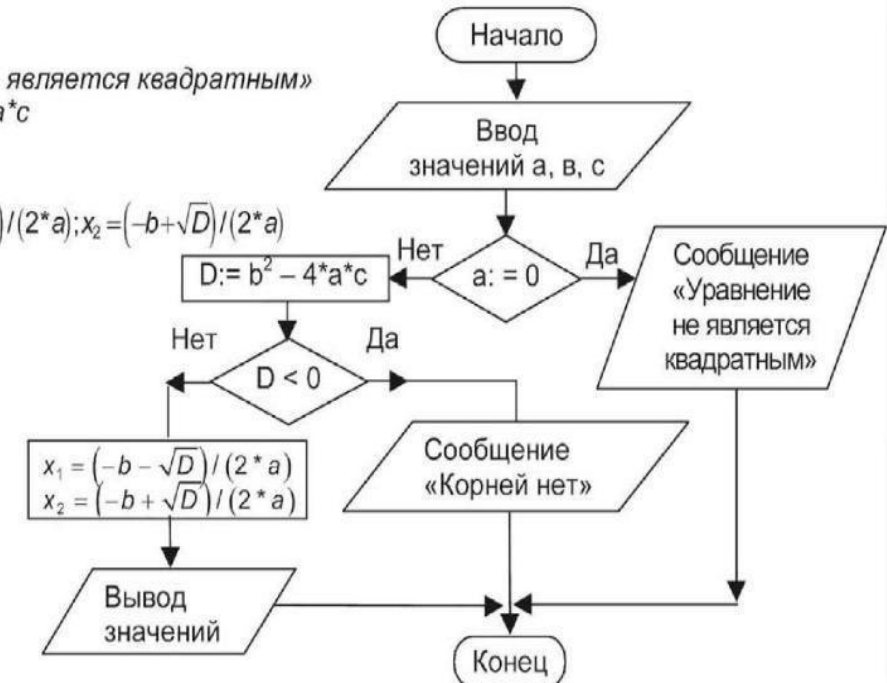 Начало
является квадратным»
a*c
Ввод
значений а, в, с
)/(2*a);x₂=(-b+√D)/(2*a)
Нет
Да
D:= b² – 4*a*c
a: = 0
Сообщение
«Уравнение
не является
квадратным»
Нет
Да
D < 0
x₁ = (-b - √D)/(2 * a)
x₂ = (-b + √D)/(2 * a)
Сообщение
«Корней нет»
Вывод
значений
Конец